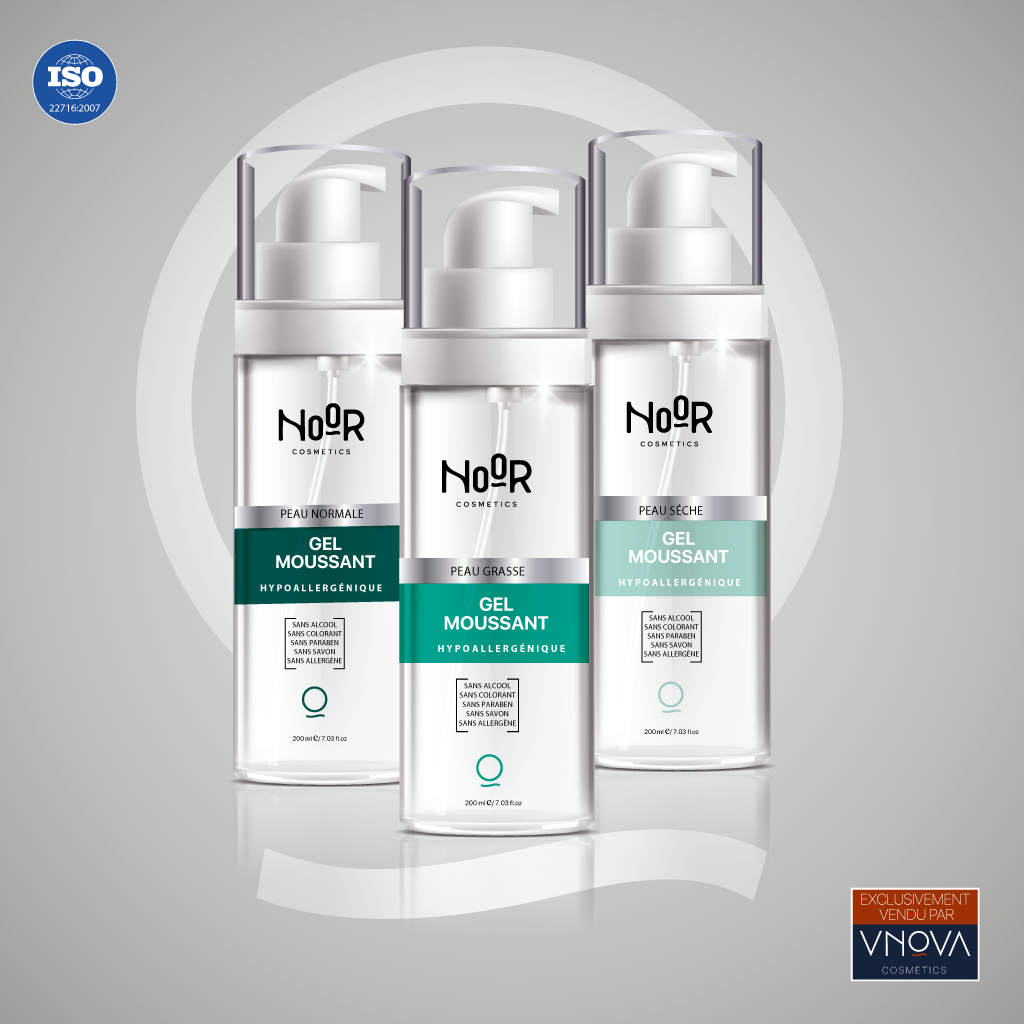 ISO
22716:2007
NOOR
COSMETICS
PEAU NORMALE
GEL
MOUSSANT
HYPOALLERGÉNIQUE
SANS ALCOOL
SANS COLORANT
SANS PARABEN
SANS SAVON
SANS ALLERGÈNE
200 ml ℮/ 7.03 fl.oz
NOOR
COSMETICS
PEAU GRASSE
GEL
MOUSSANT
HYPOALLERGÉNIQUE
SANS ALCOOL
SANS COLORANT
SANS PARABEN
SANS SAVON
SANS ALLERGÈNE
200 ml ℮/ 7.03 fl.oz
NOOR
COSMETICS
PEAU SÉCHE
GEL
MOUSSANT
HYPOALLERGÉNIQUE
SANS ALCOOL
SANS COLORANT
SANS PARABEN
SANS SAVON
SANS ALLERGÈNE
200 ml ℮/ 7.03 fl.oz
EXCLUSIVEMENT
VENDU PAR
VNOVA
COSMETICS